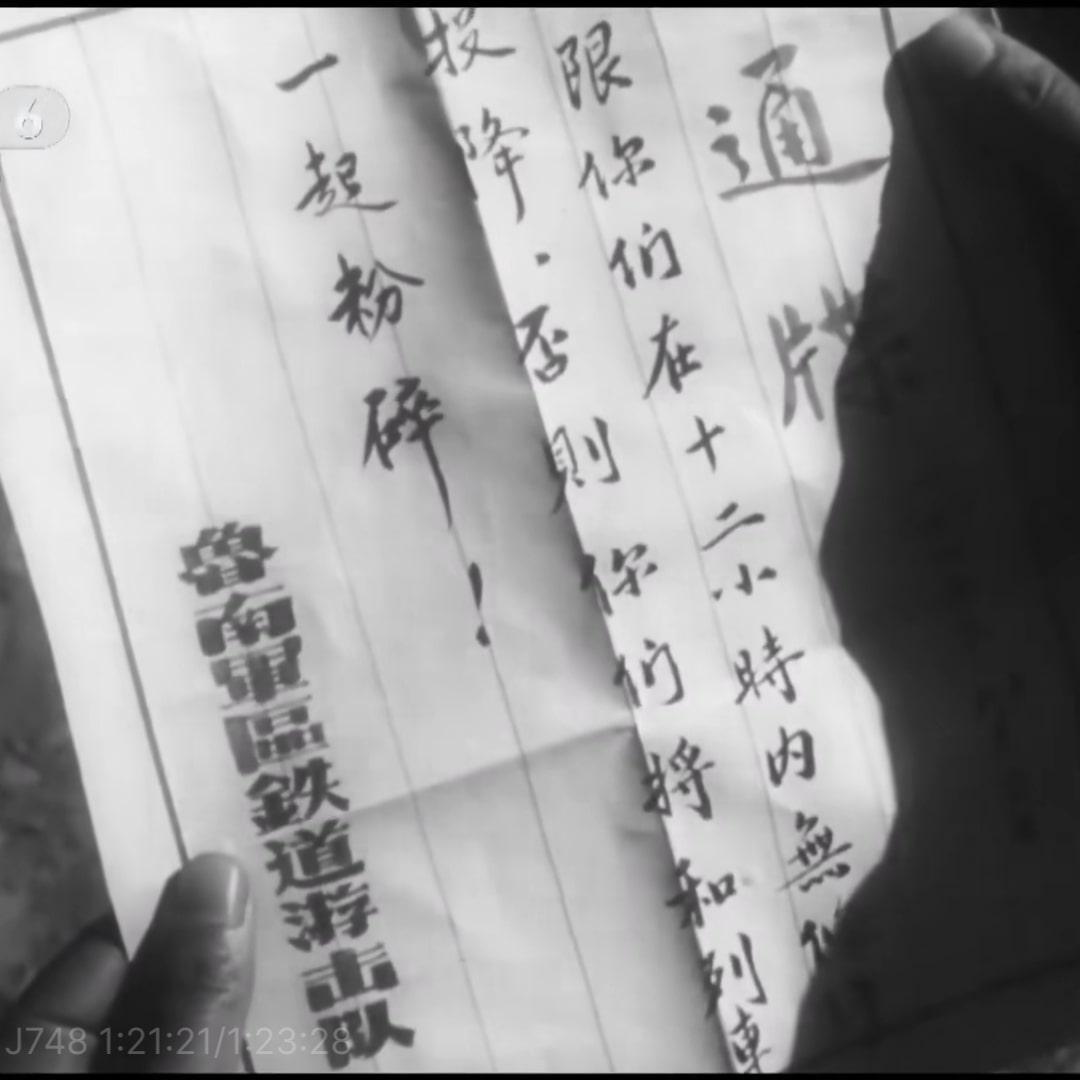 通牒
限你们在十二小時内無
投降.否則你们将和列車
一起粉碎!
魯南軍區鉄道游击队
6
J748 1:21:21/1:23:28